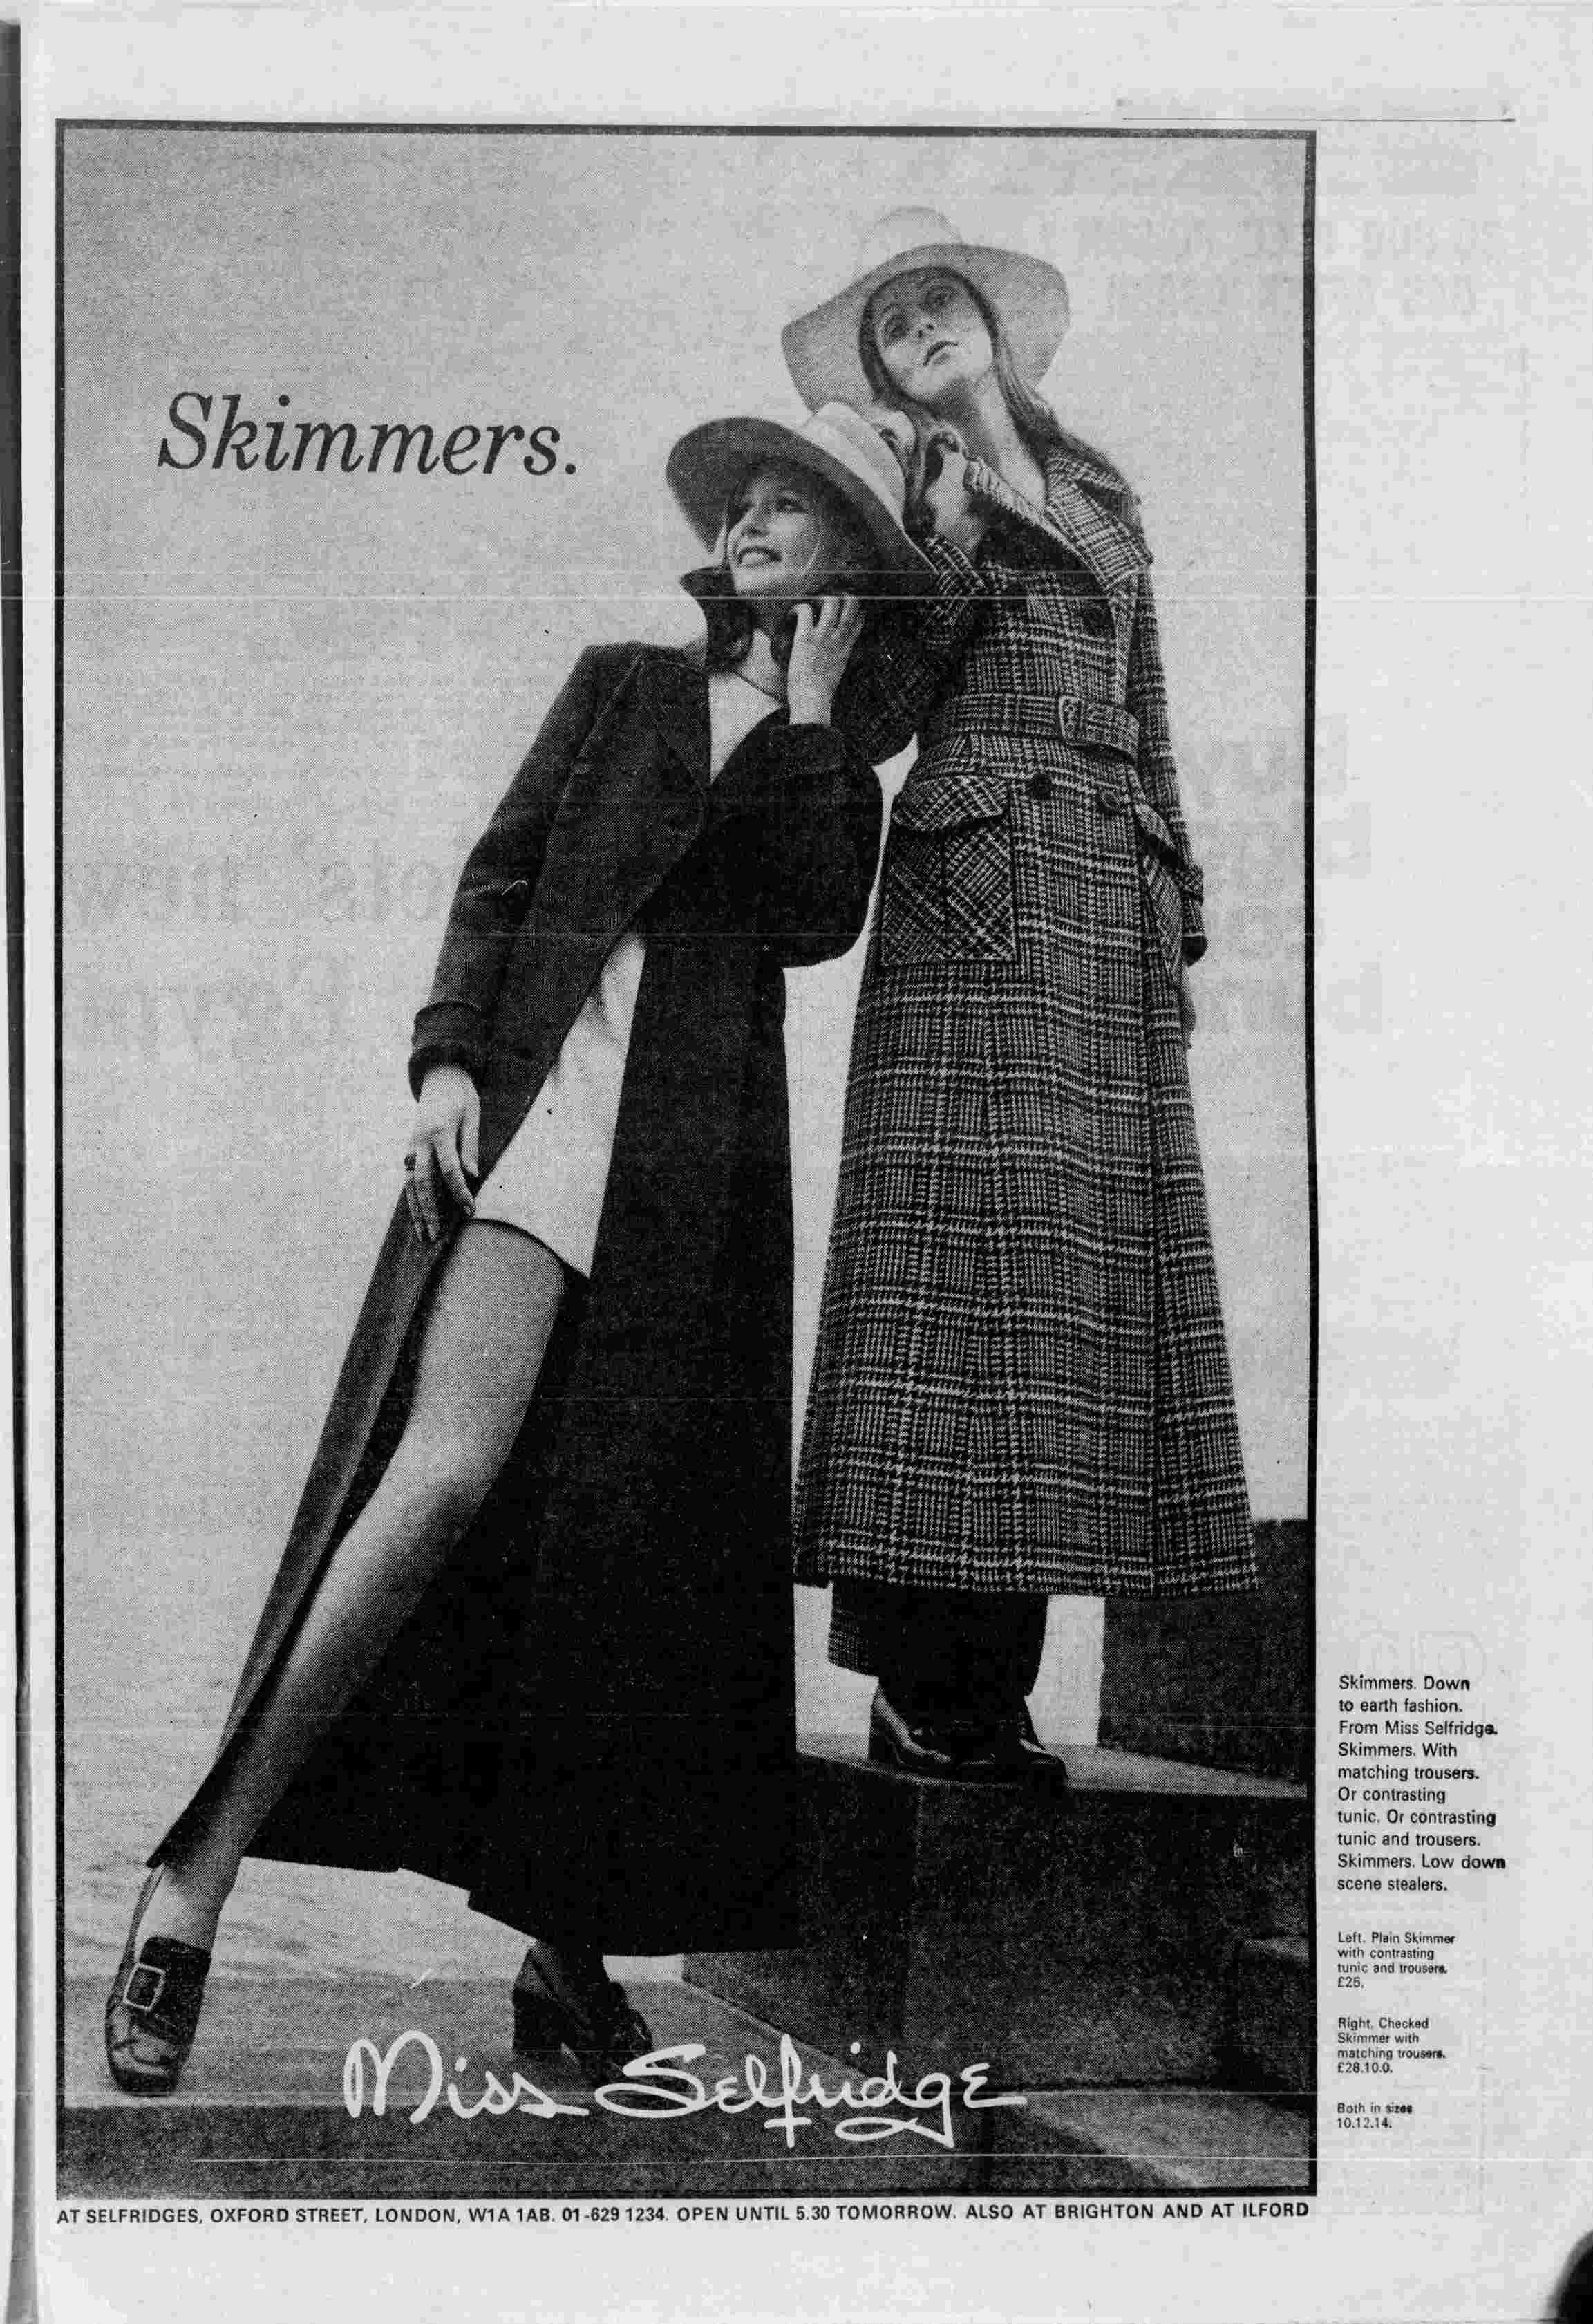 Skimmers.
Skimmers. Down
to earth fashion.
From Miss Selfridge.
Skimmers. With
matching trousers.
Or contrasting
tunic. Or contrasting
tunic and trousers.
Skimmers. Low down
scene stealers.
Left. Plain Skimmer
with contrasting
tunic and trousers.
£25.
Right. Checked
Skimmer with
matching trousers.
£28.10.0.
Both in sizes
10.12.14.
Miss Selfridge
AT SELFRIDGES, OXFORD STREET, LONDON, W1A 1AB. 01-629 1234. OPEN UNTIL 5.30 TOMORROW. ALSO AT BRIGHTON AND AT ILFORD